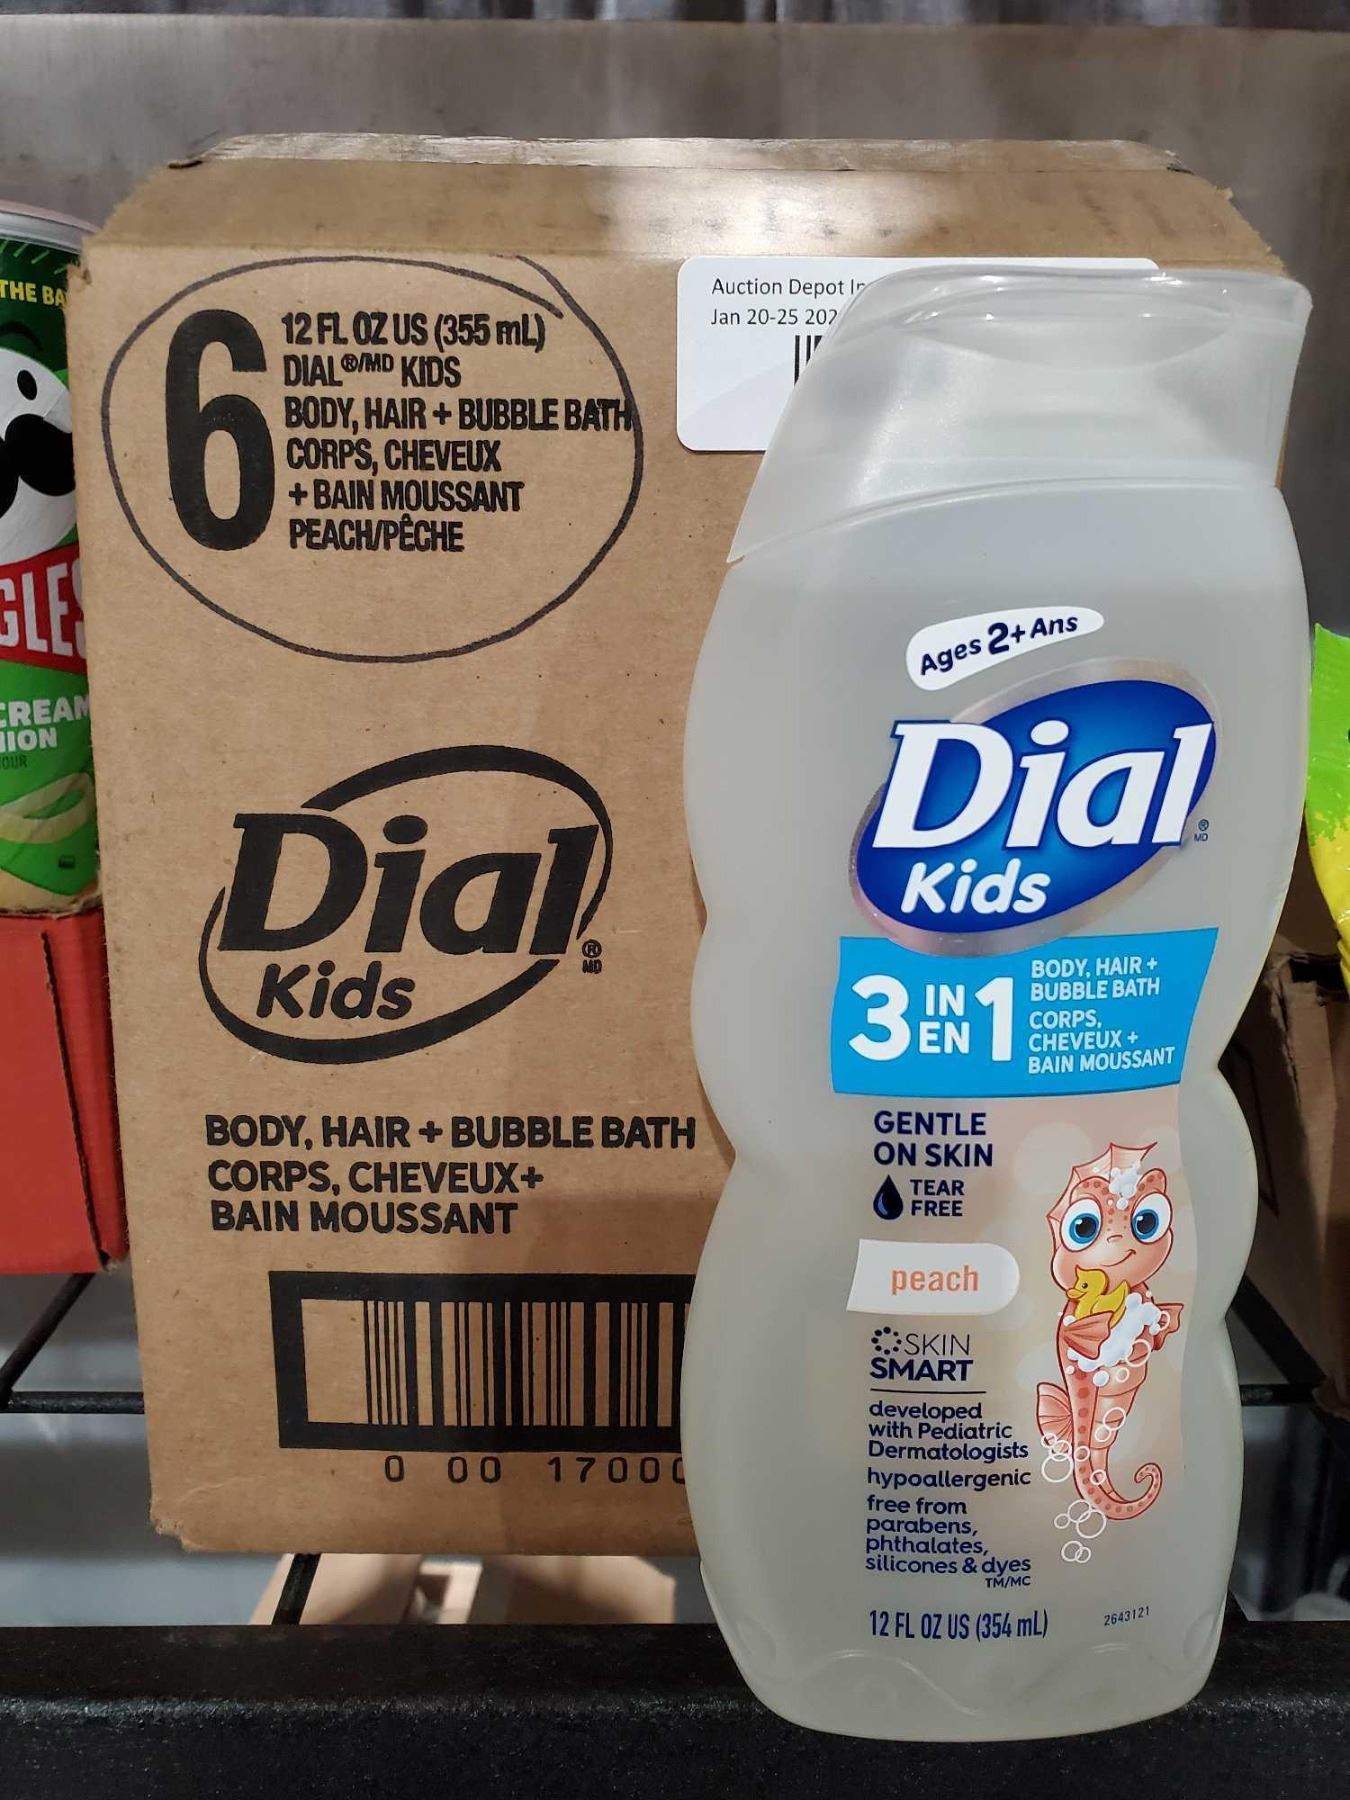 6
12 FL OZ US (355 mL)
DIAL®/MD KIDS
BODY, HAIR + BUBBLE BATH
CORPS, CHEVEUX
+ BAIN MOUSSANT
PEACH/PÊCHE
Dial
Kids
® MD
BODY, HAIR + BUBBLE BATH
CORPS, CHEVEUX+
BAIN MOUSSANT
0 00 1700
Auction Depot
Jan 20-25
Ages 2+ Ans
Dial
Kids
® MD
3 IN EN 1
BODY, HAIR +
BUBBLE BATH
CORPS,
CHEVEUX +
BAIN MOUSSANT
GENTLE
ON SKIN
TEAR
FREE
peach
SKIN
SMART
developed
with Pediatric
Dermatologists
hypoallergenic
free from
parabens,
phthalates,
silicones & dyes
TM/MC
12 FL OZ US (354 mL)
2643121
THE